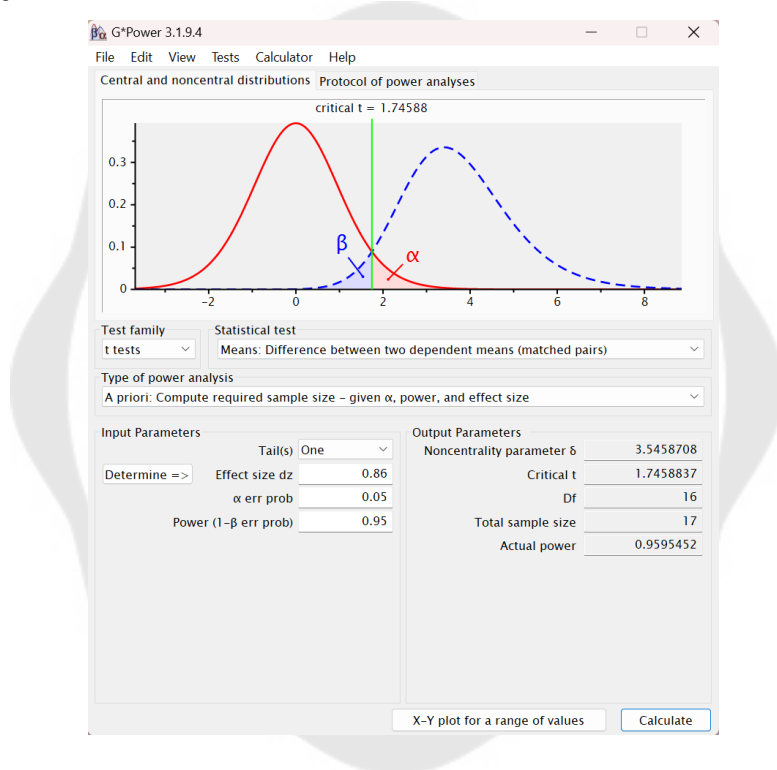 G*Power 3.1.9.4
File Edit View Tests Calculator Help
Central and noncentral distributions Protocol of power analyses
critical t = 1.74588
0.3
0.2
0.1
0
β
α
-2 0 2 4 6 8
Test family Statistical test
t tests Means: Difference between two dependent means (matched pairs)
Type of power analysis
A priori: Compute required sample size – given α, power, and effect size
Input Parameters Output Parameters
Tail(s) One Noncentrality parameter δ 3.5458708
Determine => Effect size dz 0.86 Critical t 1.7458837
α err prob 0.05 Df 16
Power (1-β err prob) 0.95 Total sample size 17
Actual power 0.9595452
X-Y plot for a range of values Calculate